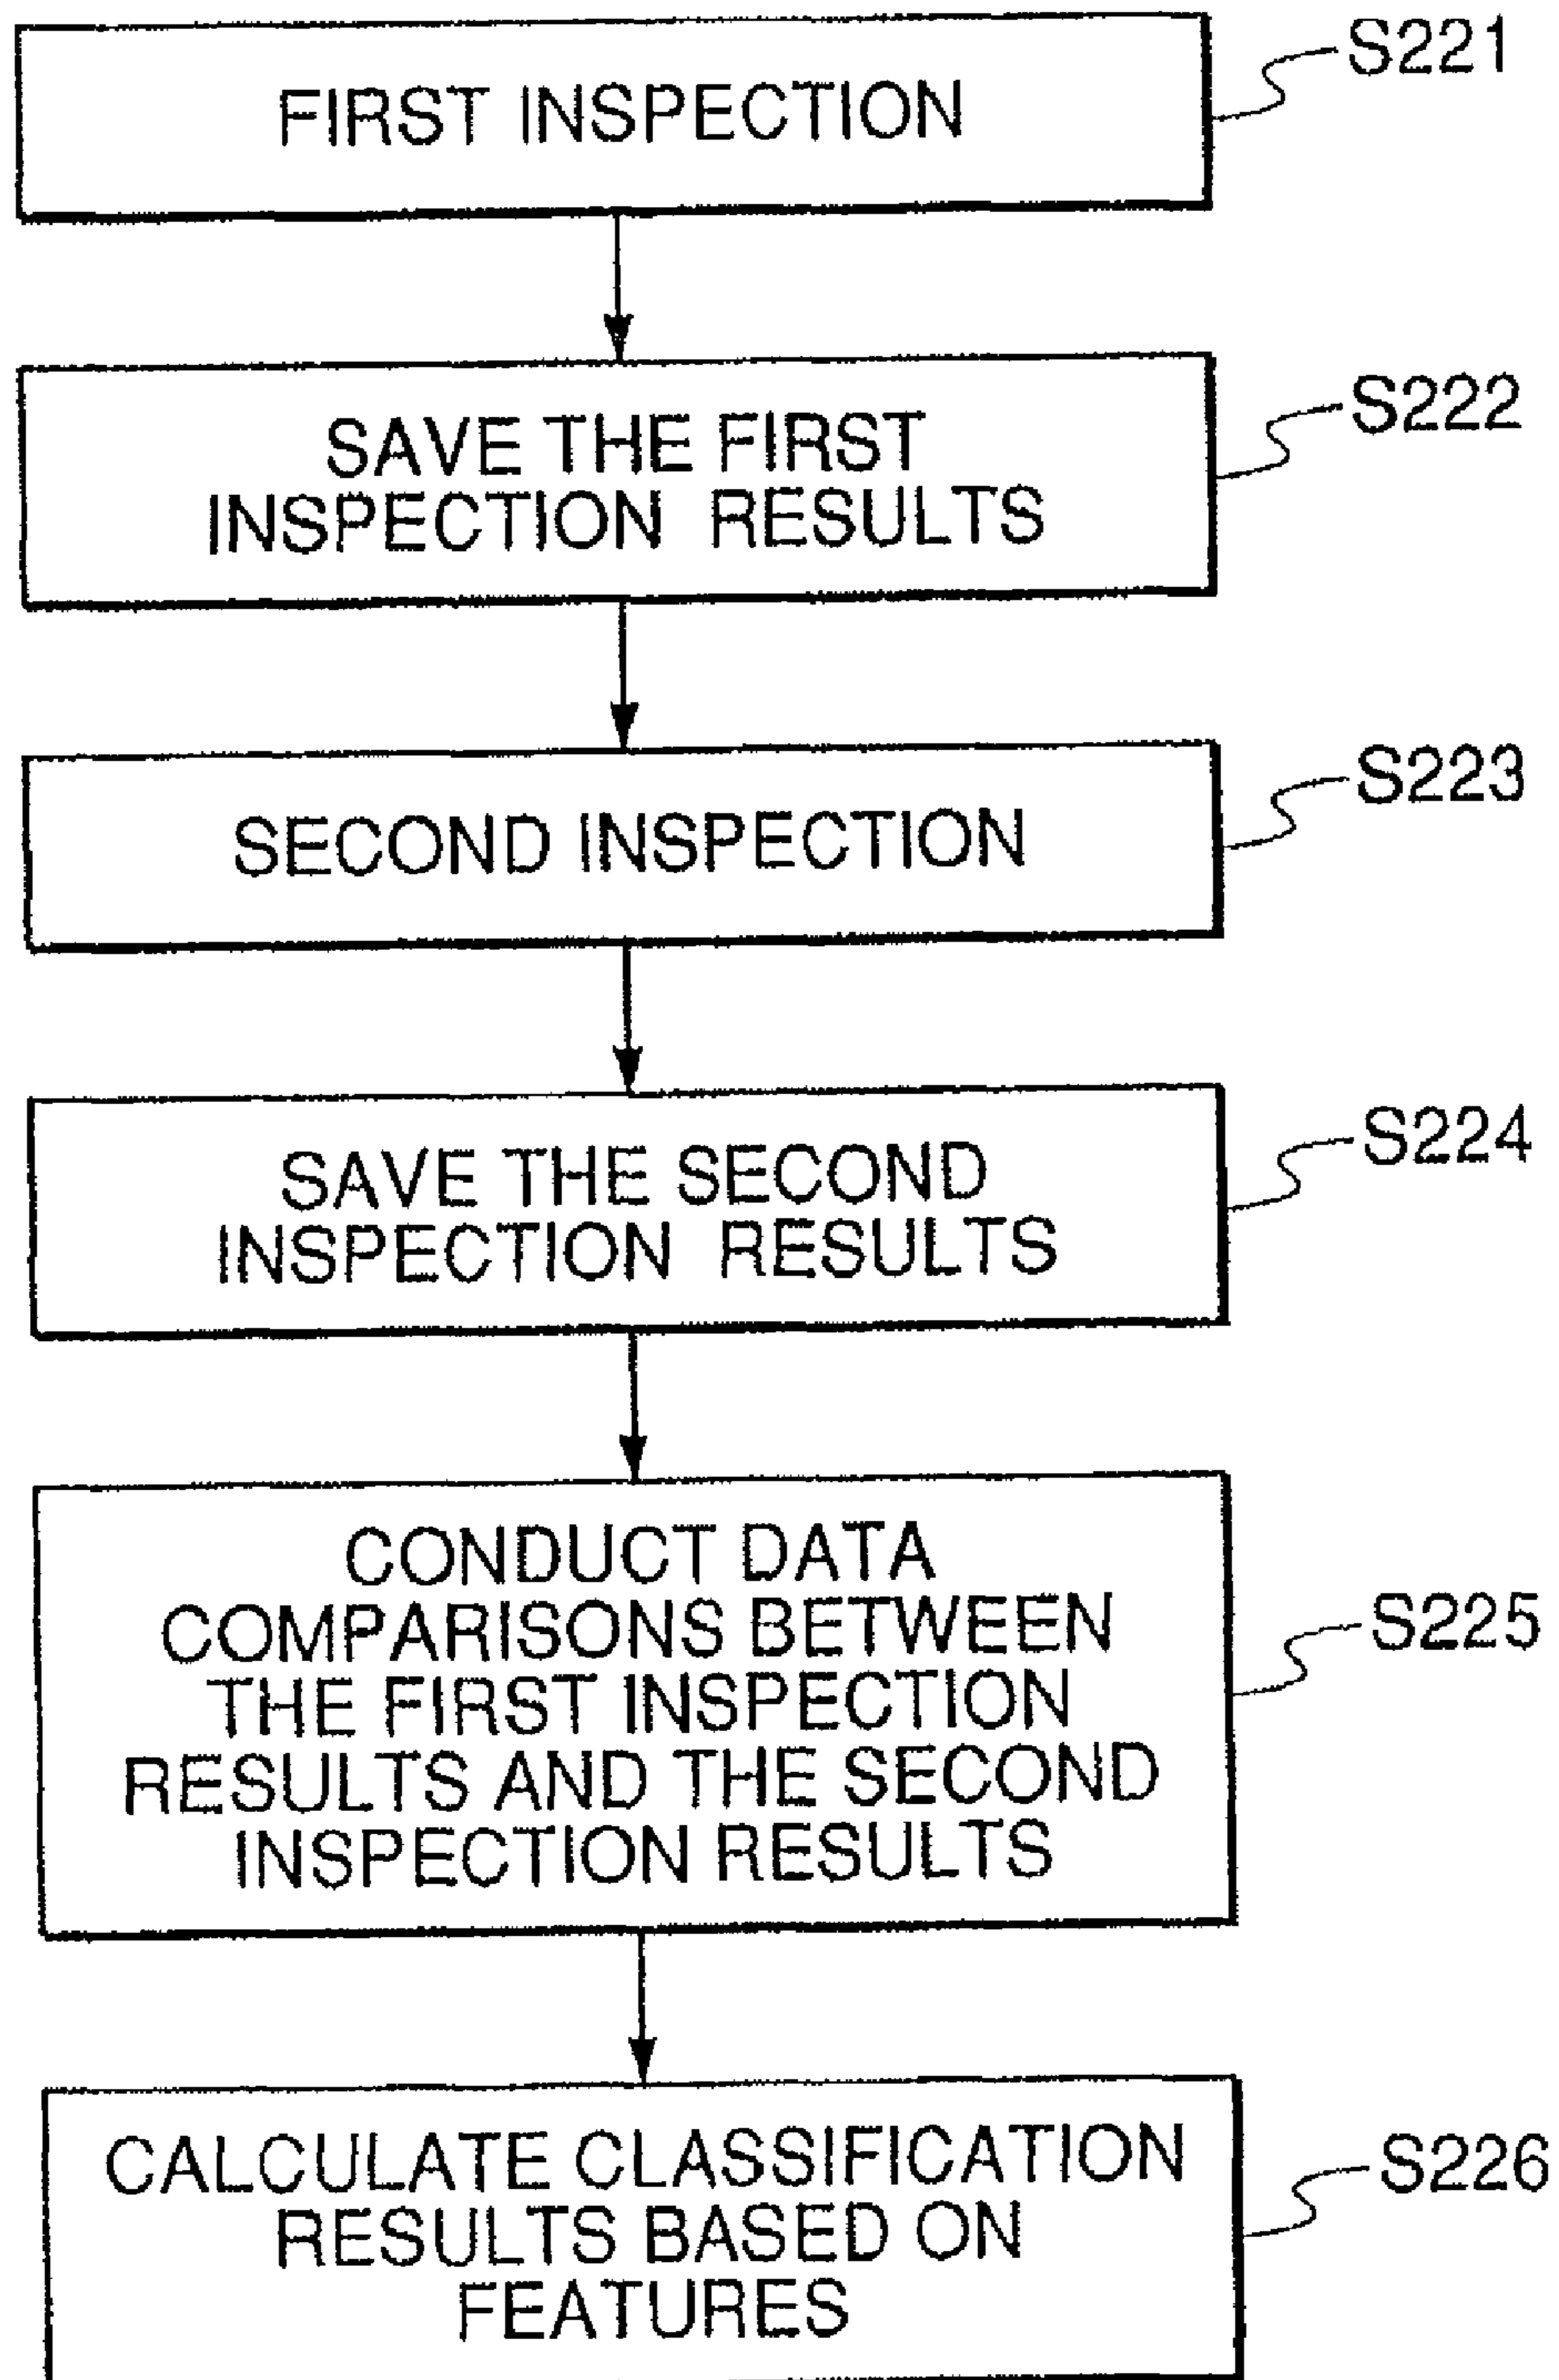 FIRST INSPECTION
S221
SAVE THE FIRST
INSPECTION RESULTS
S222
SECOND INSPECTION
S223
SAVE THE SECOND
INSPECTION RESULTS
S224
CONDUCT DATA
COMPARISONS BETWEEN
THE FIRST INSPECTION
RESULTS AND THE SECOND
INSPECTION RESULTS
S225
CALCULATE CLASSIFICATION
RESULTS BASED ON
FEATURES
S226